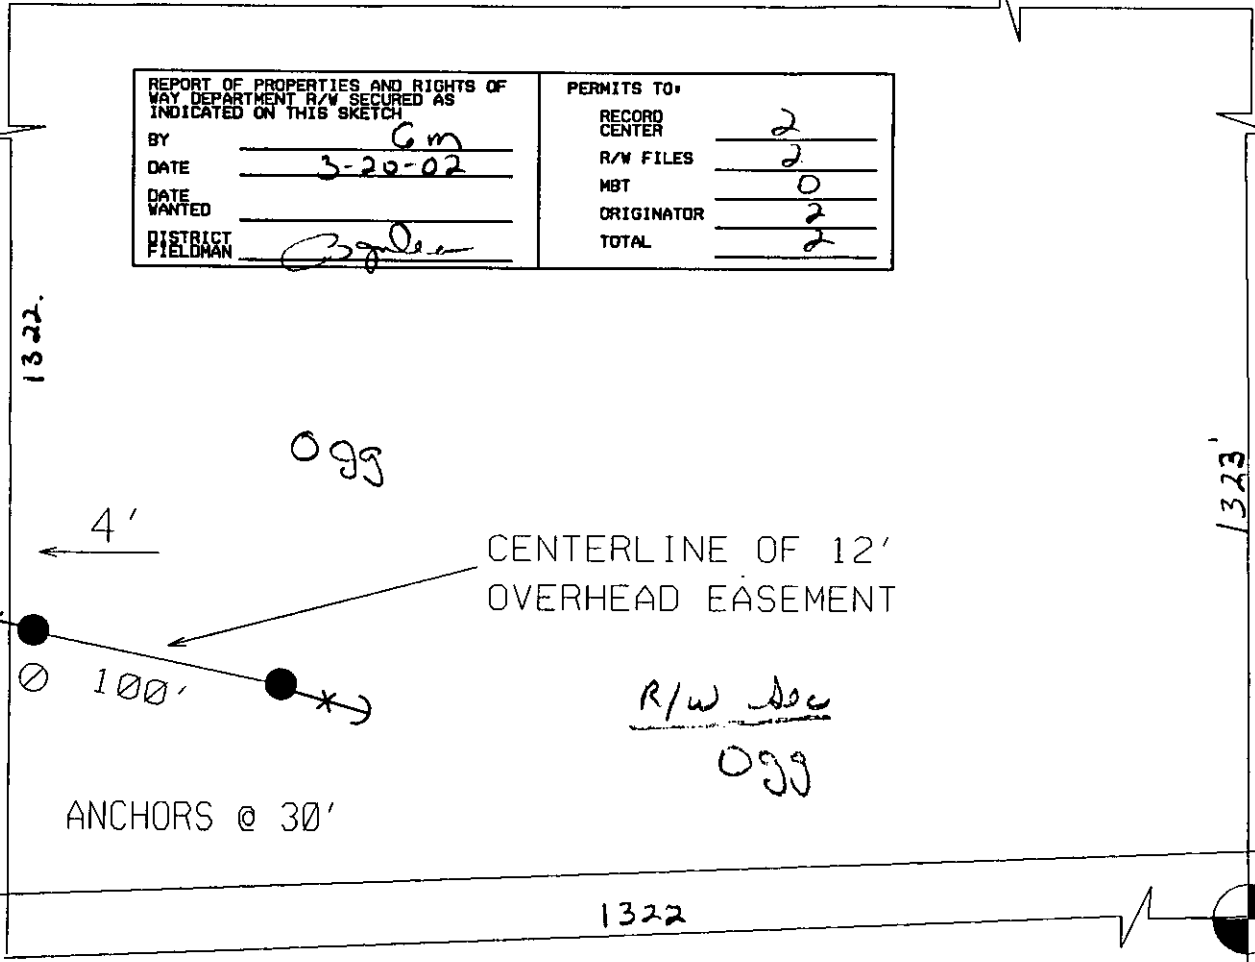 REPORT OF PROPERTIES AND RIGHTS OF
WAY DEPARTMENT R/W SECURED AS
INDICATED ON THIS SKETCH
BY
DATE 3-20-02
DATE
WANTED
DISTRICT
FIELDMAN
PERMITS TO:
RECORD
CENTER 2
R/W FILES 2
MBT 0
ORIGINATOR 2
TOTAL 2
1322.
Ogg
1323'
4'
CENTERLINE OF 12'
OVERHEAD EASEMENT
0 100'
R/W Sec
Ogg
ANCHORS @ 30'
1322